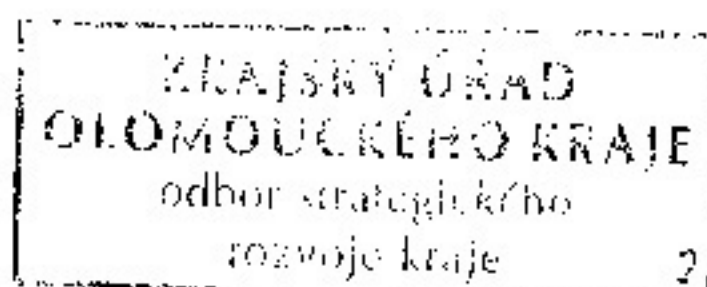 KRAJSKÝ ÚŘAD
OLOMOUCKÉHO KRAJE
odbor strategického
rozvoje kraje
2